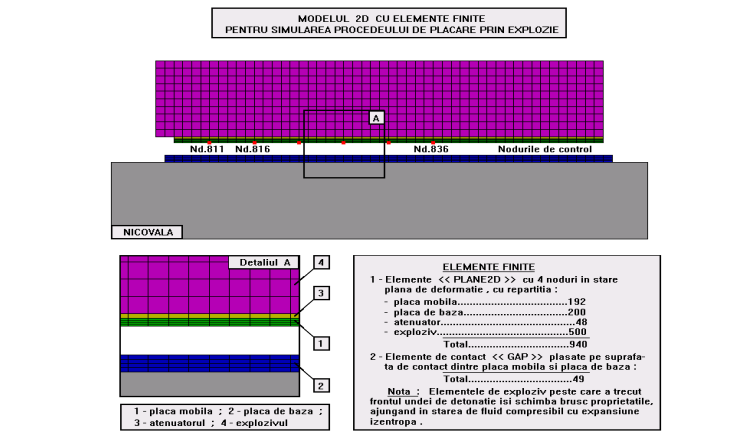 MODELUL 2D CU ELEMENTE FINITE
PENTRU SIMULAREA PROCEDEULUI DE PLACARE PRIN EXPLOZIE
A
Nd.811 Nd.816 Nd.836 Nodurile de control
NICOVALA
Detaliul A
4
3
1
2
1 - placa mobila ; 2 - placa de baza ;
3 - atenuatorul ; 4 - explozivul
ELEMENTE FINITE
1 - Elemente << PLANE2D >> cu 4 noduri in stare
plana de deformatie , cu repartitia :
- placa mobila..............................192
- placa de baza............................200
- atenuator....................................48
- exploziv.....................................500
Total.............................940
2 - Elemente de contact << GAP >> plasate pe suprafa-
ta de contact dintre placa mobila si placa de baza :
Total.............................49
Nota : Elementele de exploziv peste care a trecut
frontul undei de detonatie isi schimba brusc proprietatile,
ajungand in starea de fluid compresibil cu expansiune
izentropa .